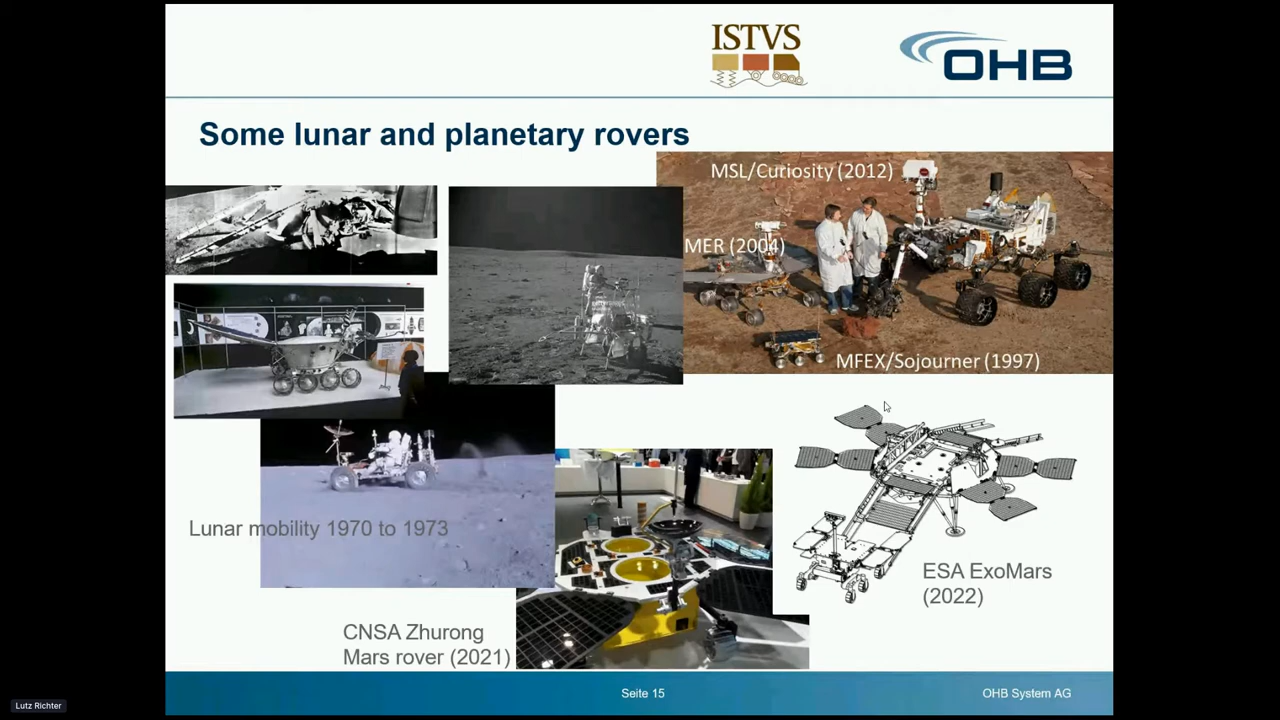 ISTVS
OHB
Some lunar and planetary rovers
MSL/Curiosity (2012)
MER (2004)
MFEX/Sojourner (1997)
Lunar mobility 1970 to 1973
ESA ExoMars
(2022)
CNSA Zhurong
Mars rover (2021)
Seite 15
OHB System AG
Lutz Richter